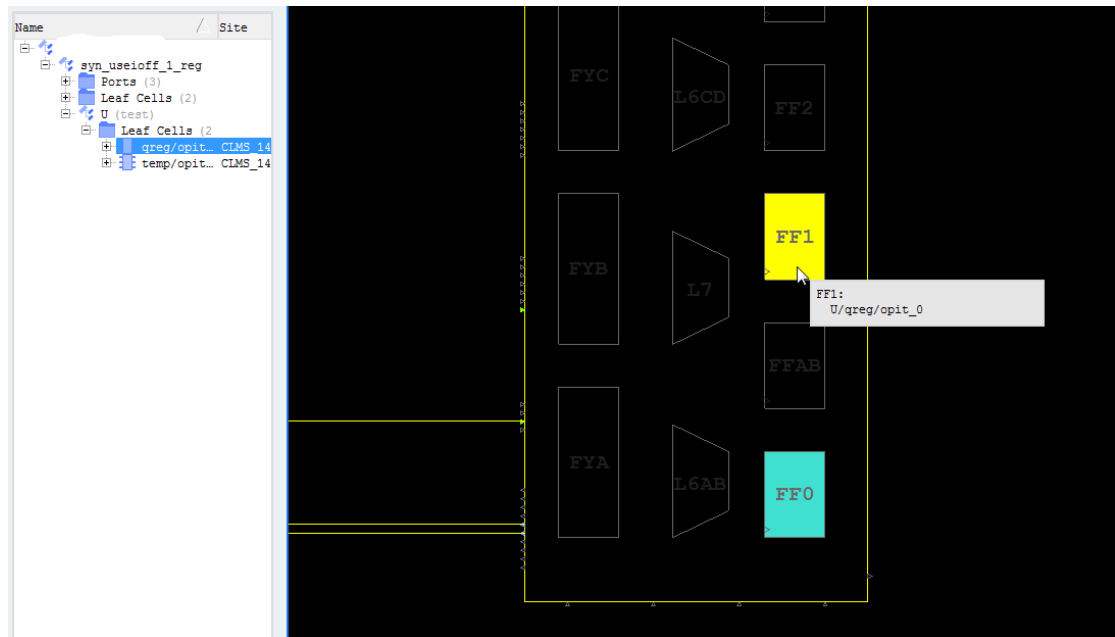 Name Site
syn_useioff_1_reg
Ports (3)
Leaf Cells (2)
U (test)
Leaf Cells (2
qreg/opit… CLMS_14
temp/opit… CLMS_14
FYC
L6CD
FF2
FYB
L7
FF1
FF1:
U/qreg/opit_0
FFAB
FYA
L6AB
FF0